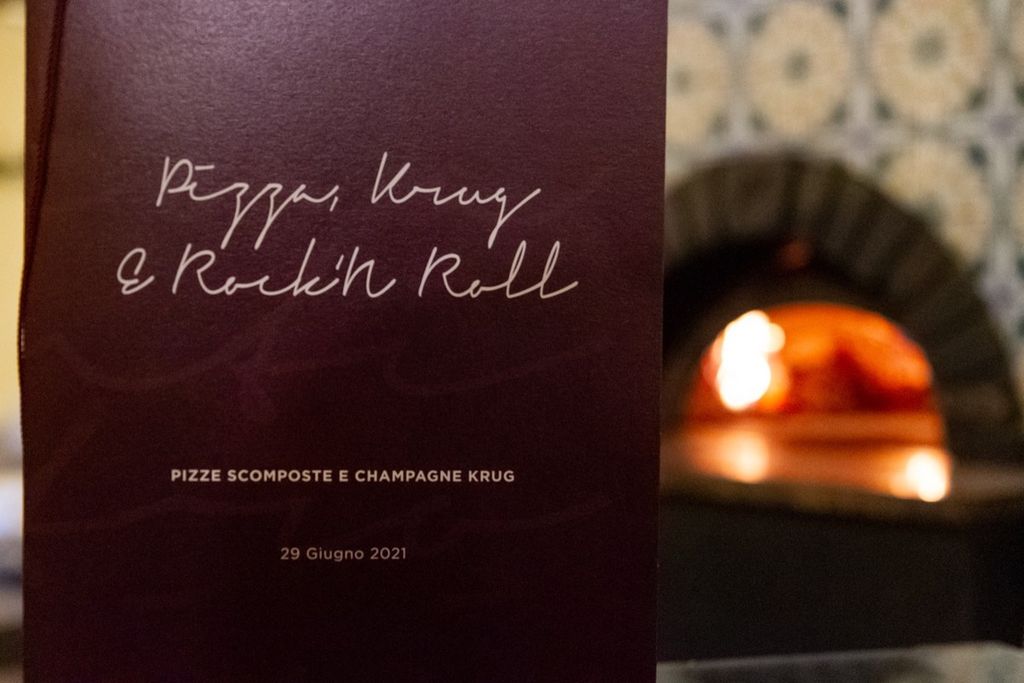 Pizza, Krug
& Rock'N Roll
PIZZE SCOMPOSTE E CHAMPAGNE KRUG
29 Giugno 2021